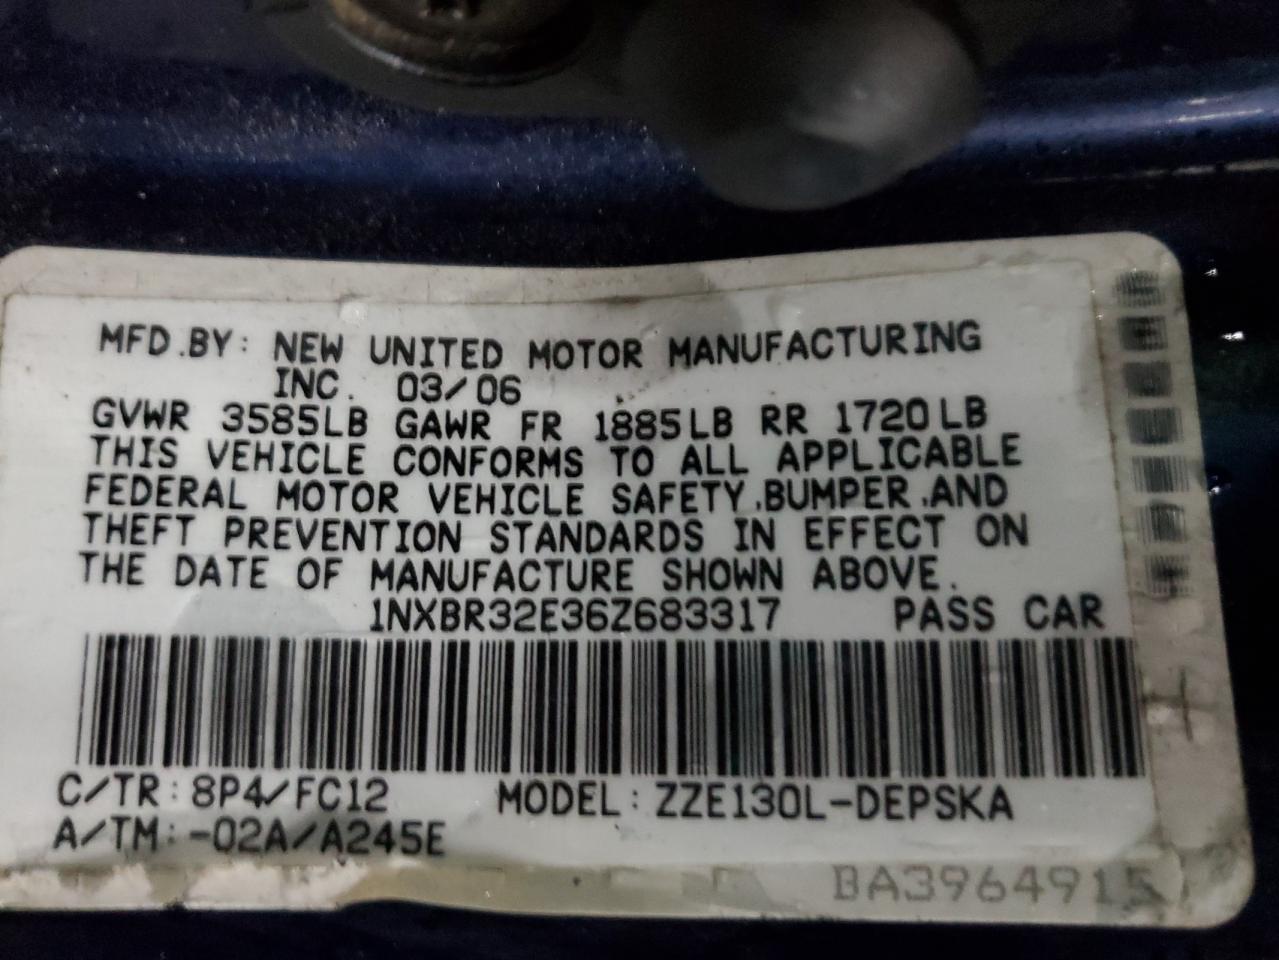 MFD.BY: NEW UNITED MOTOR MANUFACTURING
INC. 03/06
GVWR 3585LB GAWR FR 1885LB RR 1720LB
THIS VEHICLE CONFORMS TO ALL APPLICABLE
FEDERAL MOTOR VEHICLE SAFETY,BUMPER,AND
THEFT PREVENTION STANDARDS IN EFFECT ON
THE DATE OF MANUFACTURE SHOWN ABOVE.
1NXBR32E36Z683317 PASS CAR
C/TR: 8P4/FC12 MODEL: ZZE130L-DEPSKA
A/TM: -02A/A245E
BA3964915